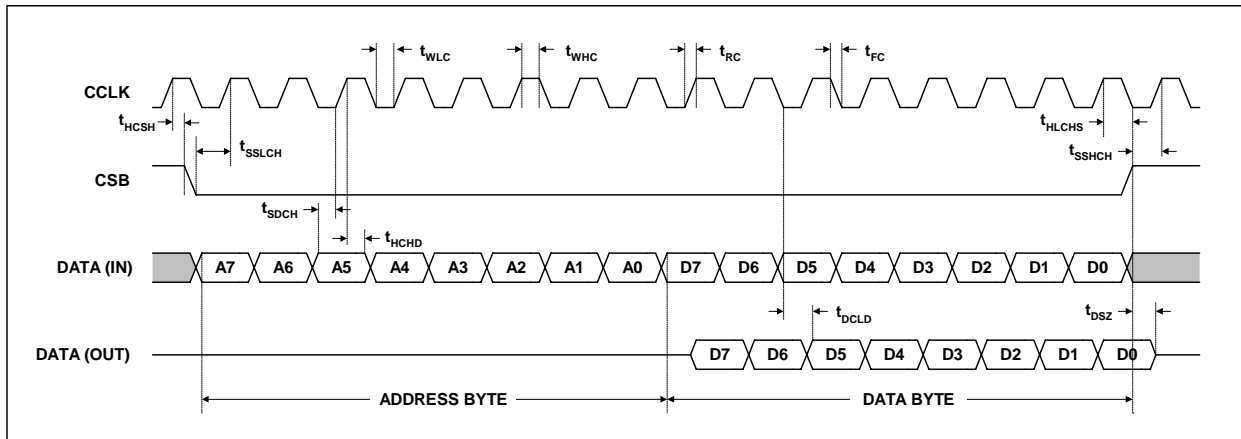 tWLC tWHC tRC tFC
CCLK
tHCSH tHLCHS
tSSLCH tSSHCH
CSB
tSDCH
tHCHD
DATA (IN) A7 A6 A5 A4 A3 A2 A1 A0 D7 D6 D5 D4 D3 D2 D1 D0
tDCLD tDSZ
DATA (OUT) D7 D6 D5 D4 D3 D2 D1 D0
ADDRESS BYTE DATA BYTE